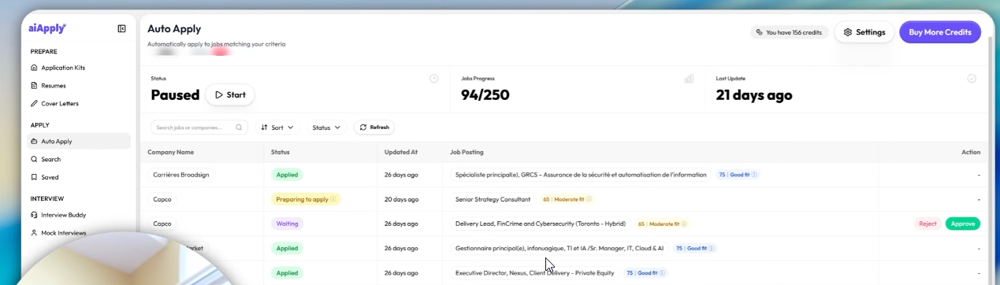 aiApply
PREPARE
Application Kits
Resumes
Cover Letters
APPLY
Auto Apply
Search
Saved
INTERVIEW
Interview Buddy
Mock Interviews
Auto Apply
Automatically apply to jobs matching your criteria
You have 156 credits
Settings
Buy More Credits
Status
Paused
Start
Jobs Progress
94/250
Last Update
21 days ago
Search jobs or companies...
Sort
Status
Refresh
Company Name Status Updated At Job Posting Action
Carrières Broadsign Applied 26 days ago Spécialiste principal(e), GRCS – Assurance de la sécurité et automatisation de l'information 75 | Good fit -
Capco Preparing to apply 20 days ago Senior Strategy Consultant 65 | Moderate fit -
Capco Waiting 26 days ago Delivery Lead, FinCrime and Cybersecurity (Toronto - Hybrid) 65 | Moderate fit Reject Approve
Applied 26 days ago Gestionnaire principal(e), infonuagique, TI et IA /Sr. Manager, IT, Cloud & AI 75 | Good fit -
Applied 26 days ago Executive Director, Nexus, Client Delivery - Private Equity 75 | Good fit -